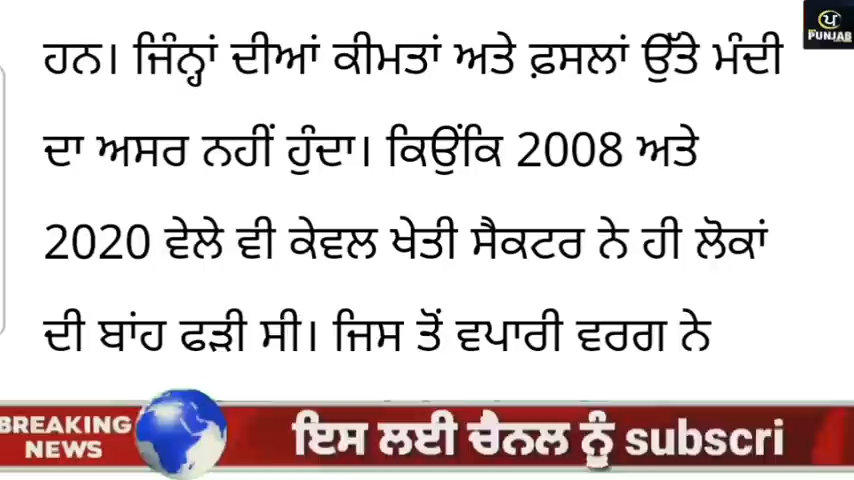 ਪ
PUNJAB
ਹਨ। ਜਿੰਨ੍ਹਾਂ ਦੀਆਂ ਕੀਮਤਾਂ ਅਤੇ ਫ਼ਸਲਾਂ ਉੱਤੇ ਮੰਦੀ
ਦਾ ਅਸਰ ਨਹੀਂ ਹੁੰਦਾ। ਕਿਉਂਕਿ 2008 ਅਤੇ
2020 ਵੇਲੇ ਵੀ ਕੇਵਲ ਖੇਤੀ ਸੈਕਟਰ ਨੇ ਹੀ ਲੋਕਾਂ
ਦੀ ਬਾਂਹ ਫੜੀ ਸੀ। ਜਿਸ ਤੋਂ ਵਪਾਰੀ ਵਰਗ ਨੇ
BREAKING
NEWS
ਇਸ ਲਈ ਚੈਨਲ ਨੂੰ subscri